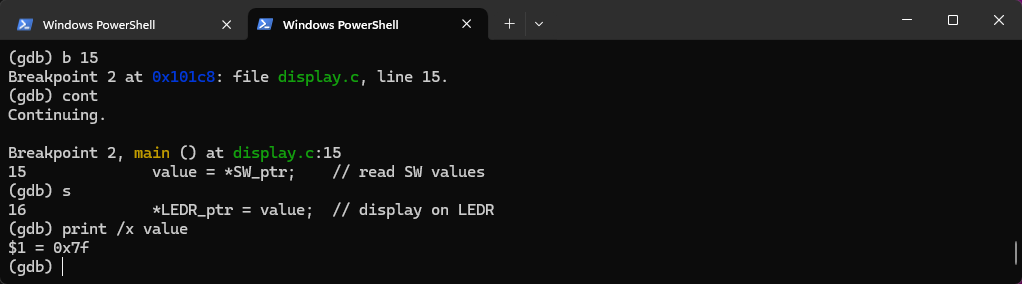 Windows PowerShell
Windows PowerShell
(gdb) b 15
Breakpoint 2 at 0x101c8: file display.c, line 15.
(gdb) cont
Continuing.
Breakpoint 2, main () at display.c:15
15              value = *SW_ptr;    // read SW values
(gdb) s
16              *LEDR_ptr = value;  // display on LEDR
(gdb) print /x value
$1 = 0x7f
(gdb)